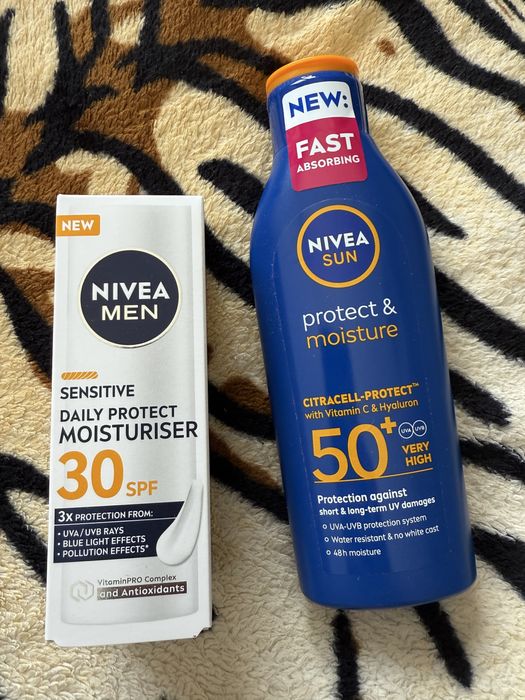 NEW
NIVEA
MEN
SENSITIVE
DAILY PROTECT
MOISTURISER
30 SPF
3x PROTECTION FROM:
• UVA/UVB RAYS
• BLUE LIGHT EFFECTS
• POLLUTION EFFECTS*
VitaminPRO Complex
and Antioxidants
NEW:
FAST
ABSORBING
NIVEA
SUN
protect &
moisture
CITRACELL-PROTECT™
with Vitamin C & Hyaluron
50+ UVA UVB
VERY
HIGH
Protection against
short & long-term UV damages
○ UVA-UVB protection system
○ Water resistant & no white cast
○ 48h moisture